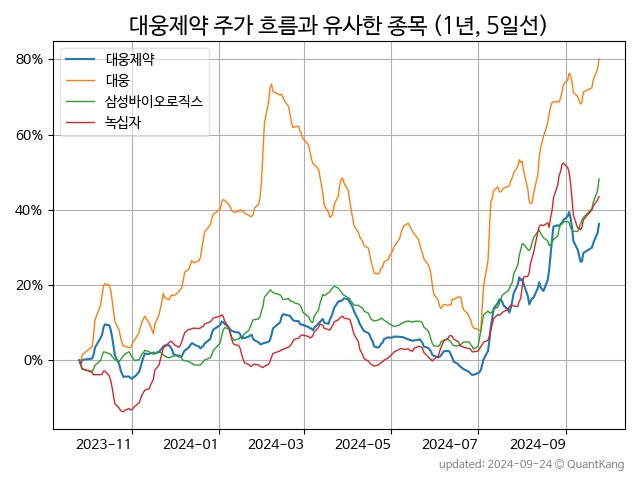 대웅제약 주가 흐름과 유사한 종목 (1년, 5일선)
대웅제약
대웅
삼성바이오로직스
녹십자
80%
60%
40%
20%
0%
2023-11 2024-01 2024-03 2024-05 2024-07 2024-09
updated: 2024-09-24 © QuantKang